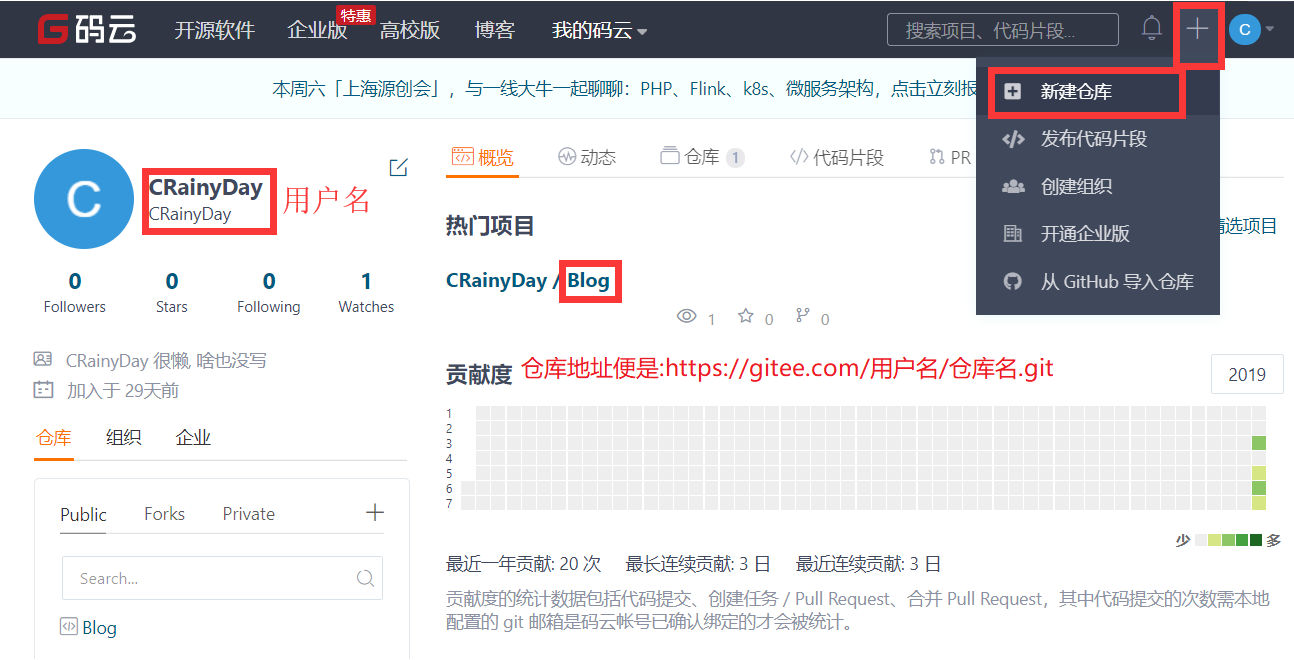 G 码云 开源软件 企业版 特惠 高校版 博客 我的码云 搜索项目、代码片段... C
本周六「上海源创会」，与一线大牛一起聊聊：PHP、Flink、k8s、微服务架构，点击立刻报
新建仓库
发布代码片段
创建组织
开通企业版
从 GitHub 导入仓库
C
CRainyDay
CRainyDay
用户名
0 0 0 1
Followers Stars Following Watches
CRainyDay 很懒, 啥也没写
加入于 29天前
仓库 组织 企业
Public Forks Private
Search...
Blog
概览 动态 仓库 1 代码片段 PR
热门项目
精选项目
CRainyDay / Blog
1 0 0
贡献度 仓库地址便是:https://gitee.com/用户名/仓库名.git
2019
1
2
3
4
5
6
7
少 多
最近一年贡献: 20 次 最长连续贡献: 3 日 最近连续贡献: 3 日
贡献度的统计数据包括代码提交、创建任务 / Pull Request、合并 Pull Request，其中代码提交的次数需本地
配置的 git 邮箱是码云帐号已确认绑定的才会被统计。